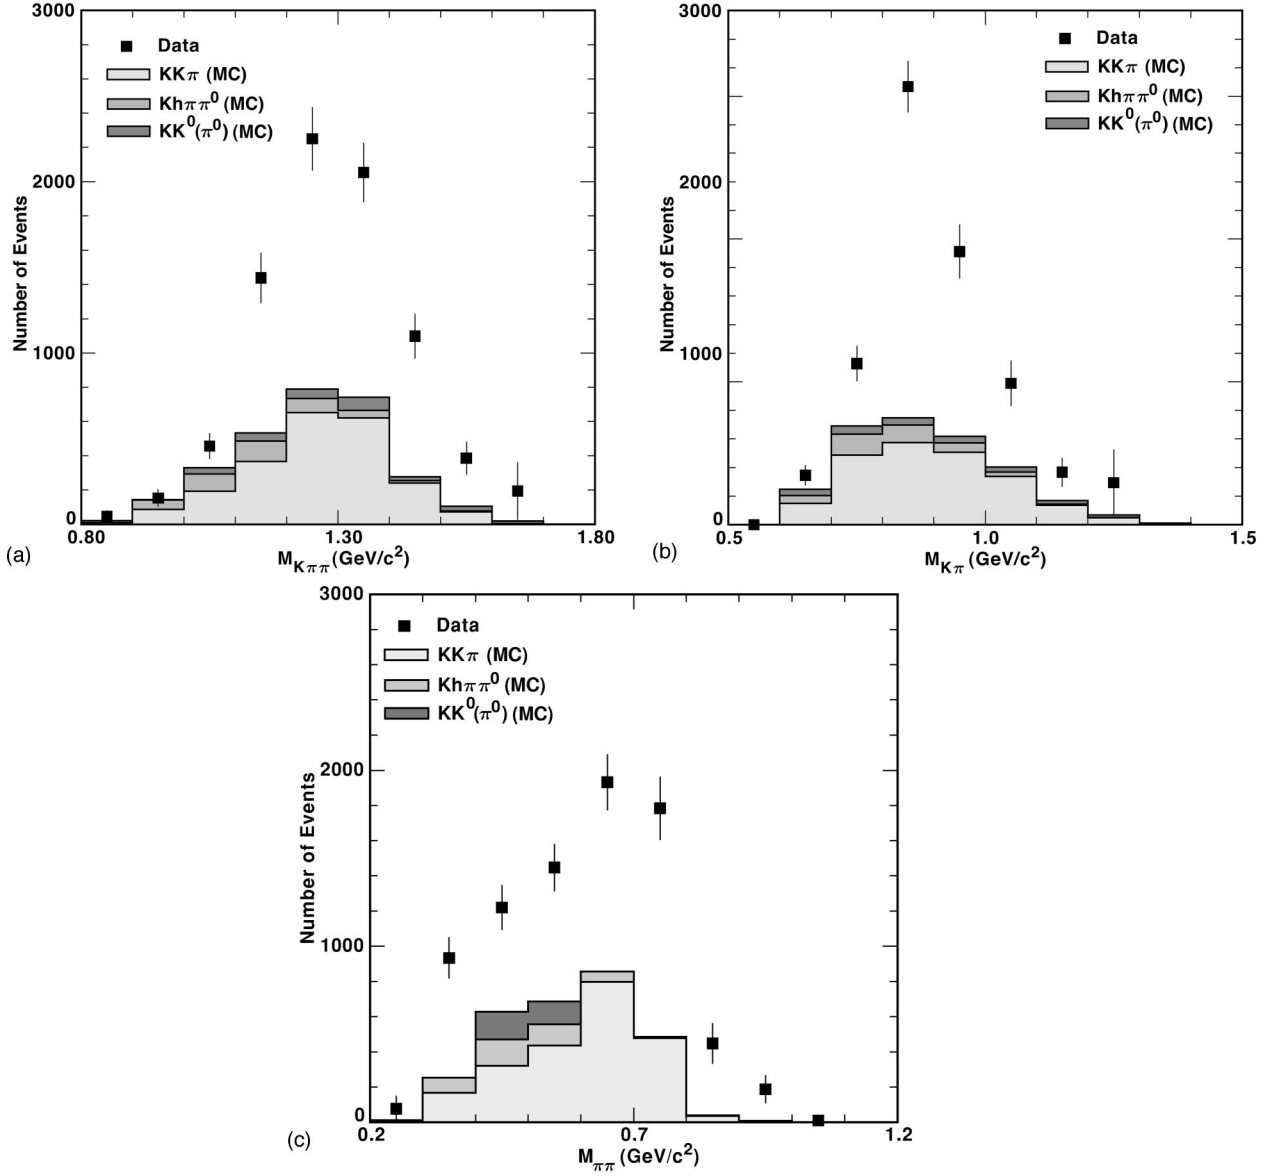 3000
2000
1000
0
Number of Events
Data
KKπ (MC)
Khππ⁰ (MC)
KK⁰(π⁰) (MC)
0.80
1.30
1.80
M_Kππ (GeV/c²)
(a)
3000
2000
1000
0
Number of Events
Data
KKπ (MC)
Khππ⁰ (MC)
KK⁰(π⁰) (MC)
0.5
1.0
1.5
M_Kπ (GeV/c²)
(b)
3000
2000
1000
0
Number of Events
Data
KKπ (MC)
Khππ⁰ (MC)
KK⁰(π⁰) (MC)
0.2
0.7
1.2
M_ππ (GeV/c²)
(c)